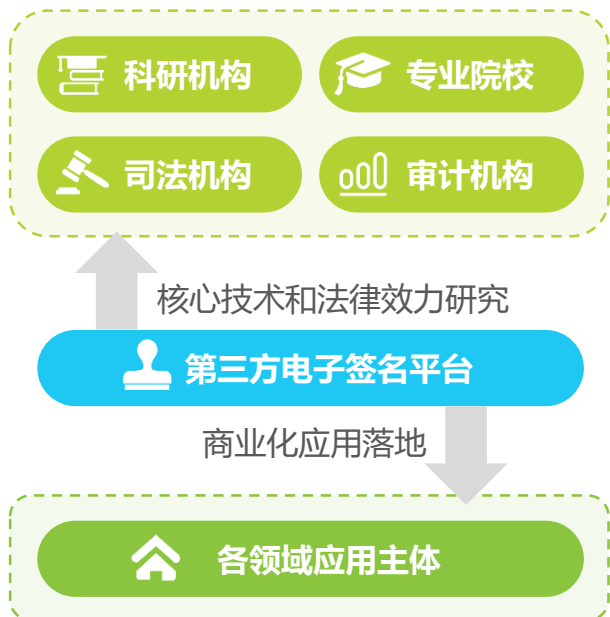 科研机构
专业院校
司法机构
审计机构
核心技术和法律效力研究
第三方电子签名平台
商业化应用落地
各领域应用主体